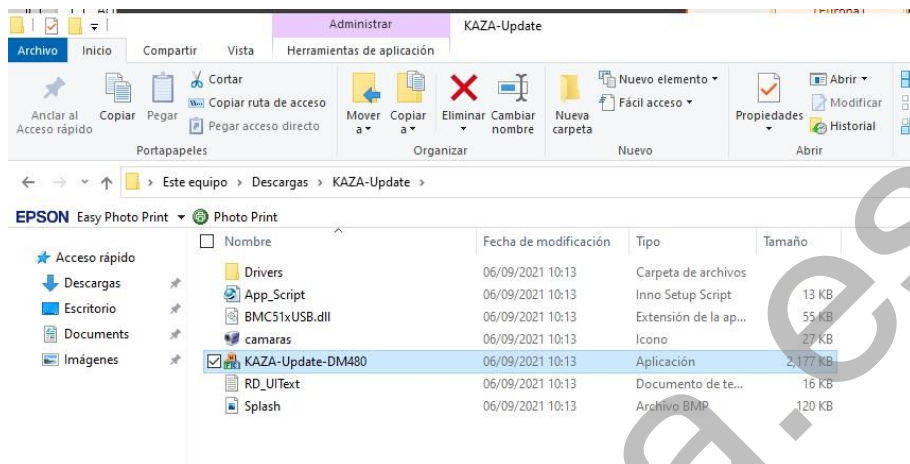 Administrar KAZA-Update
Archivo Inicio Compartir Vista Herramientas de aplicación
Anclar al Acceso rápido
Copiar
Pegar
Cortar
Copiar ruta de acceso
Pegar acceso directo
Portapapeles
Mover a
Copiar a
Eliminar
Cambiar nombre
Organizar
Nueva carpeta
Nuevo elemento
Fácil acceso
Nuevo
Propiedades
Abrir
Modificar
Historial
Abrir
Este equipo > Descargas > KAZA-Update >
EPSON Easy Photo Print Photo Print
Acceso rápido
Descargas
Escritorio
Documents
Imágenes
Nombre Fecha de modificación Tipo Tamaño
Drivers 06/09/2021 10:13 Carpeta de archivos
App_Script 06/09/2021 10:13 Inno Setup Script 13 KB
BMC51xUSB.dll 06/09/2021 10:13 Extensión de la ap... 55 KB
camaras 06/09/2021 10:13 Icono 27 KB
KAZA-Update-DM480 06/09/2021 10:13 Aplicación 2,177 KB
RD_UIText 06/09/2021 10:13 Documento de te... 16 KB
Splash 06/09/2021 10:13 Archivo BMP 120 KB
a.es